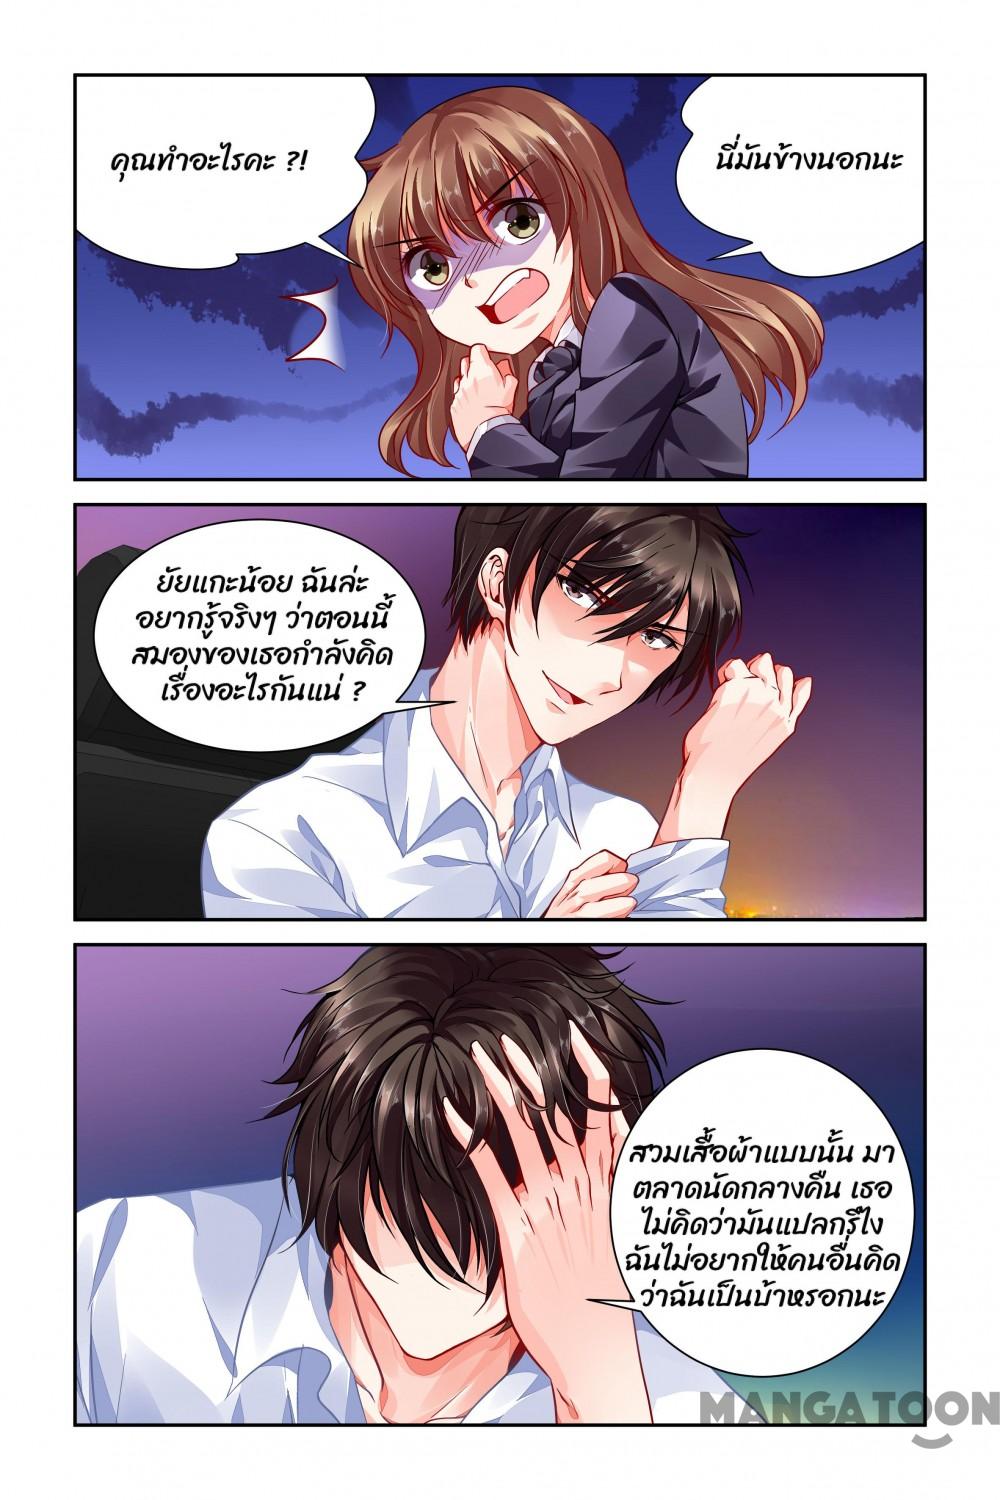 คุณทำอะไรคะ ?!
นี่มันข้างนอกนะ
ยัยแกะน้อย ฉันล่ะ
อยากรู้จริงๆ ว่าตอนนี้
สมองของเธอกำลังคิด
เรื่องอะไรกันแน่ ?
สวมเสื้อผ้าแบบนั้น มา
ตลาดนัดกลางคืน เธอ
ไม่คิดว่ามันแปลกรึไง
ฉันไม่อยากให้คนอื่นคิด
ว่าฉันเป็นบ้าหรอกนะ
MANGATOON